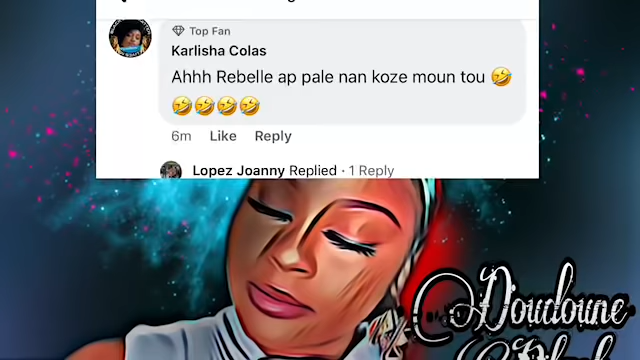 Top Fan
Karlisha Colas
Ahhh Rebelle ap pale nan koze moun tou 🤣
🤣🤣🤣🤣
6m Like Reply
Lopez Joanny Replied · 1 Reply
Doudoune